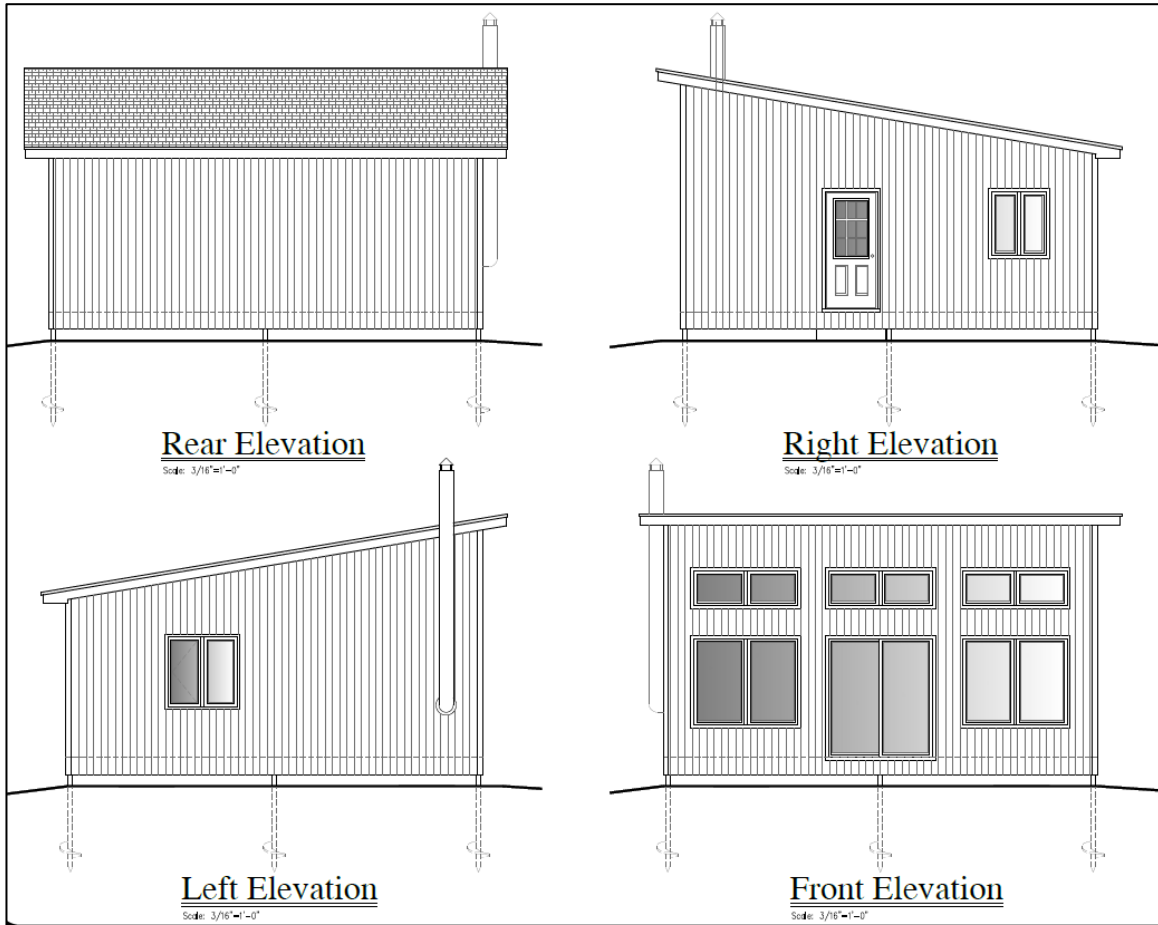 Rear Elevation
Scale: 3/16"=1'-0"
Right Elevation
Scale: 3/16"=1'-0"
Left Elevation
Scale: 3/16"=1'-0"
Front Elevation
Scale: 3/16"=1'-0"